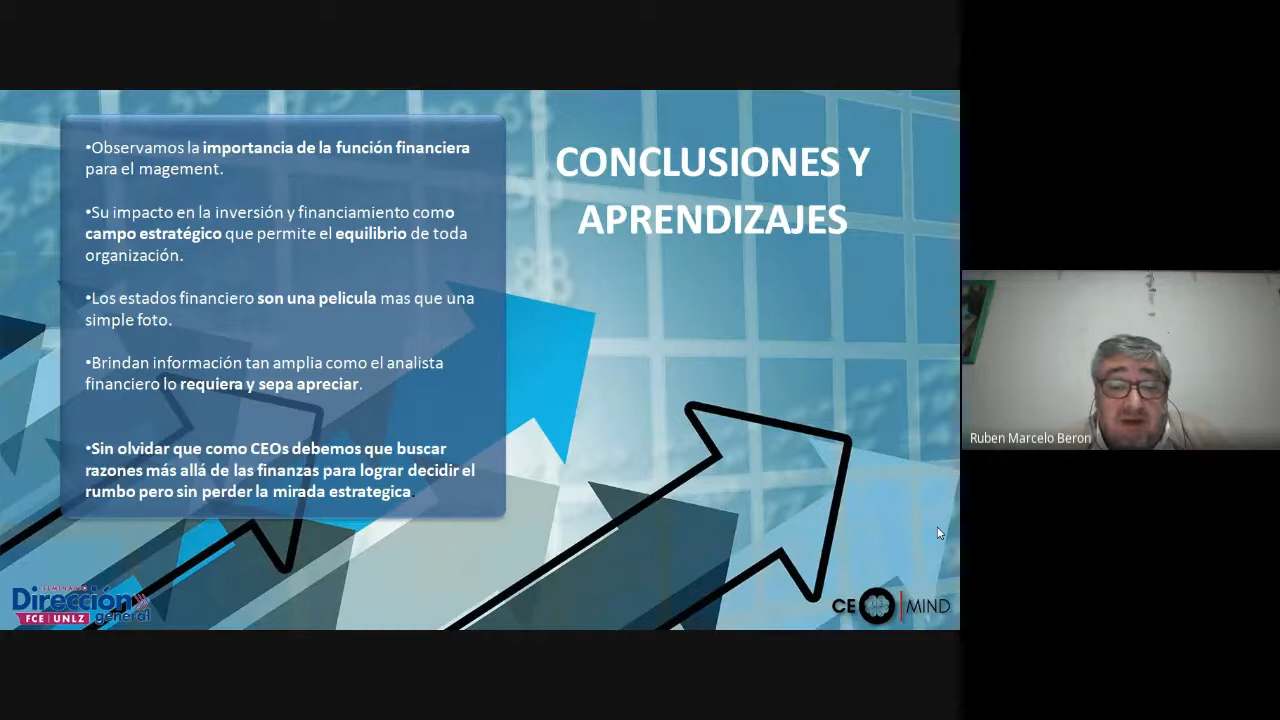 •Observamos la importancia de la función financiera
para el magement.
•Su impacto en la inversión y financiamiento como
campo estratégico que permite el equilibrio de toda
organización.
•Los estados financiero son una pelicula mas que una
simple foto.
•Brindan información tan amplia como el analista
financiero lo requiera y sepa apreciar.
•Sin olvidar que como CEOs debemos que buscar
razones más allá de las finanzas para lograr decidir el
rumbo pero sin perder la mirada estrategica.
CONCLUSIONES Y
APRENDIZAJES
Ruben Marcelo Beron
SEMINARIO
Dirección
general
FCE | UNLZ
CEO | MIND